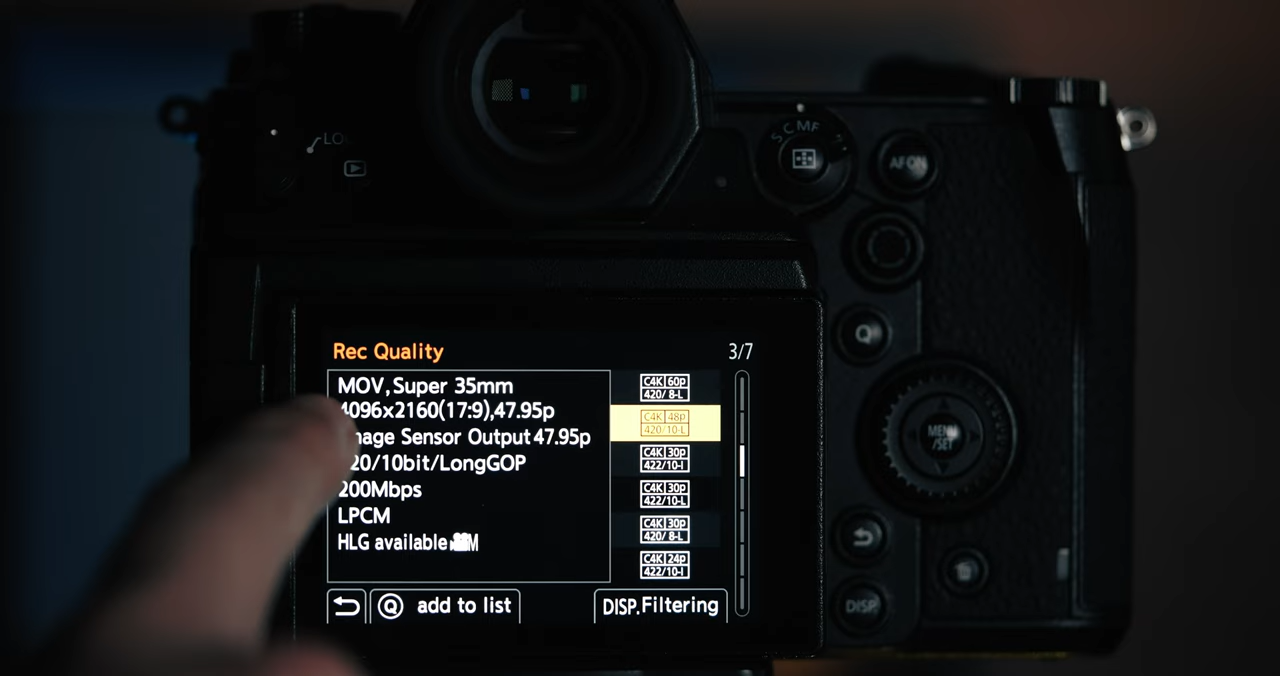 LO
S C MF
AF ON
Q
MENU
/SET
DISP.
Rec Quality
3/7
MOV,Super 35mm
4096x2160(17:9),47.95p
Sensor Output 47.95p
/10bit/LongGOP
200Mbps
LPCM
HLG available
C4K 60p
420/ 8-L
C4K 48p
420/10-L
C4K 30p
422/10-I
C4K 30p
422/10-L
C4K 30p
420/ 8-L
C4K 24p
422/10-I
Q add to list
DISP.Filtering